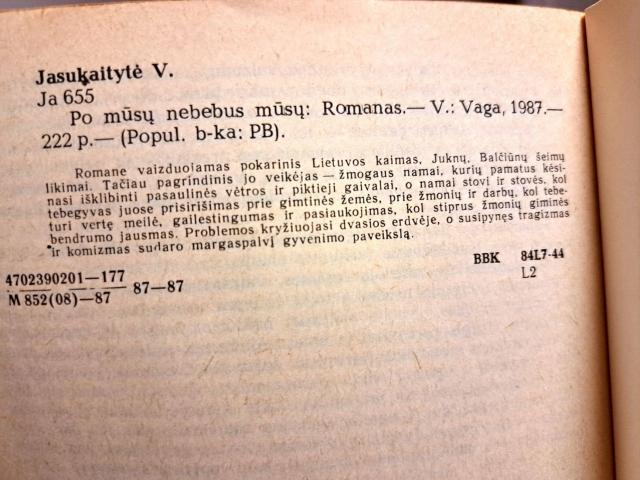 Jasukaitytė V.
Ja 655
Po mūsų nebebus mūsų: Romanas.— V.: Vaga, 1987.—
222 p.— (Popul. b-ka: PB).
Romane vaizduojamas pokarinis Lietuvos kaimas, Juknų, Balčiūnų šeimų
likimai. Tačiau pagrindinis jo veikėjas — žmogaus namai, kurių pamatus kėsi-
nasi išklibinti pasaulinės vėtros ir piktieji gaivalai, o namai stovi ir stovės, kol
tebegyvas juose prisirišimas prie gimtinės žemės, prie žmonių ir darbų, kol tebe-
turi vertę meilė, gailestingumas ir pasiaukojimas, kol stiprus žmonių giminės
bendrumo jausmas. Problemos kryžiuojasi dvasios erdvėje, o susipynęs tragizmas
ir komizmas sudaro margaspalvį gyvenimo paveikslą.
4702390201—177
M 852(08)—87
87—87
BBK 84L7-44
L2